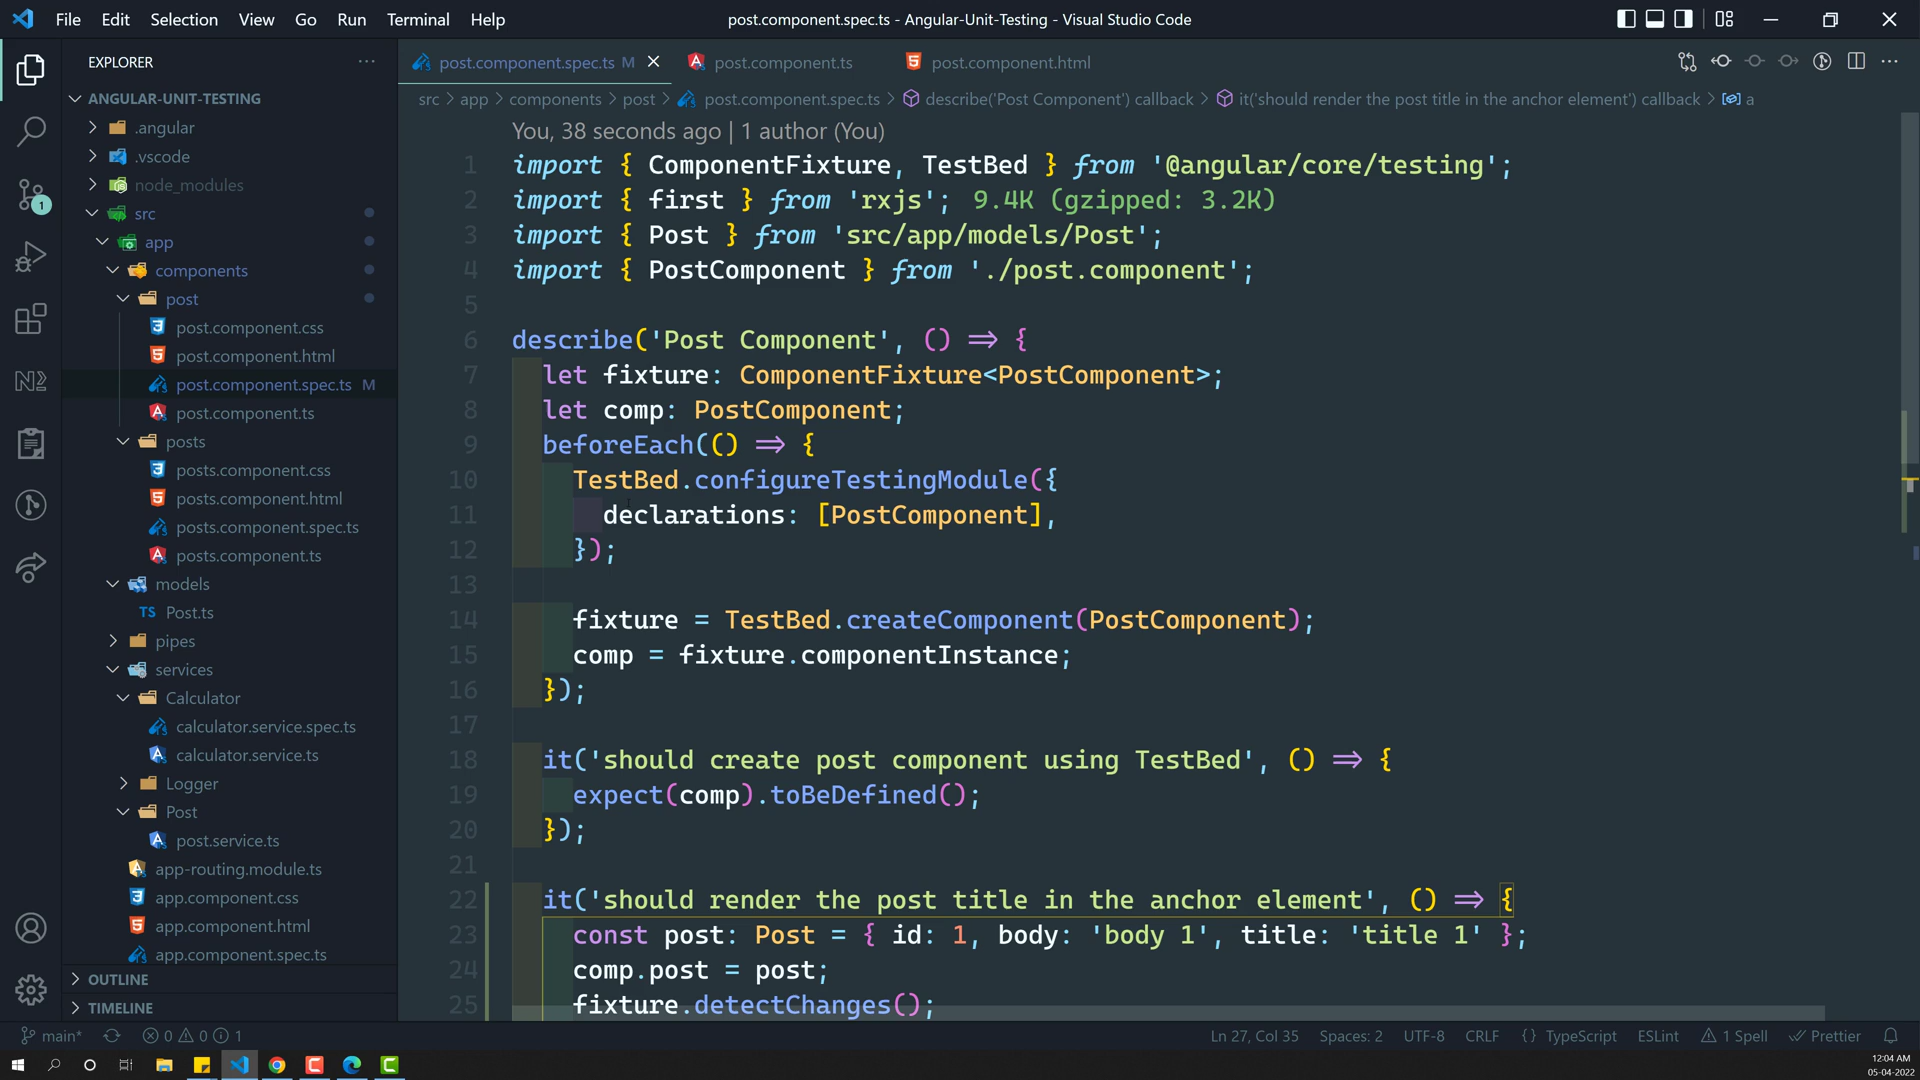 File Edit Selection View Go Run Terminal Help
post.component.spec.ts - Angular-Unit-Testing - Visual Studio Code
EXPLORER
ANGULAR-UNIT-TESTING
.angular
.vscode
node_modules
src
app
components
post
post.component.css
post.component.html
post.component.spec.ts M
post.component.ts
posts
posts.component.css
posts.component.html
posts.component.spec.ts
posts.component.ts
models
TS Post.ts
pipes
services
Calculator
calculator.service.spec.ts
calculator.service.ts
Logger
Post
post.service.ts
app-routing.module.ts
app.component.css
app.component.html
app.component.spec.ts
OUTLINE
TIMELINE
1
post.component.spec.ts M
post.component.ts
post.component.html
src > app > components > post > post.component.spec.ts > describe('Post Component') callback > it('should render the post title in the anchor element') callback > a
You, 38 seconds ago | 1 author (You)
1 import { ComponentFixture, TestBed } from '@angular/core/testing';
2 import { first } from 'rxjs'; 9.4K (gzipped: 3.2K)
3 import { Post } from 'src/app/models/Post';
4 import { PostComponent } from './post.component';
5
6 describe('Post Component', () => {
7 let fixture: ComponentFixture<PostComponent>;
8 let comp: PostComponent;
9 beforeEach(() => {
10 TestBed.configureTestingModule({
11 declarations: [PostComponent],
12 });
13
14 fixture = TestBed.createComponent(PostComponent);
15 comp = fixture.componentInstance;
16 });
17
18 it('should create post component using TestBed', () => {
19 expect(comp).toBeDefined();
20 });
21
22 it('should render the post title in the anchor element', () => {
23 const post: Post = { id: 1, body: 'body 1', title: 'title 1' };
24 comp.post = post;
25 fixture.detectChanges();
main* 0 0 1
Ln 27, Col 35 Spaces: 2 UTF-8 CRLF {} TypeScript ESLint 1 Spell Prettier
12:04 AM
05-04-2022